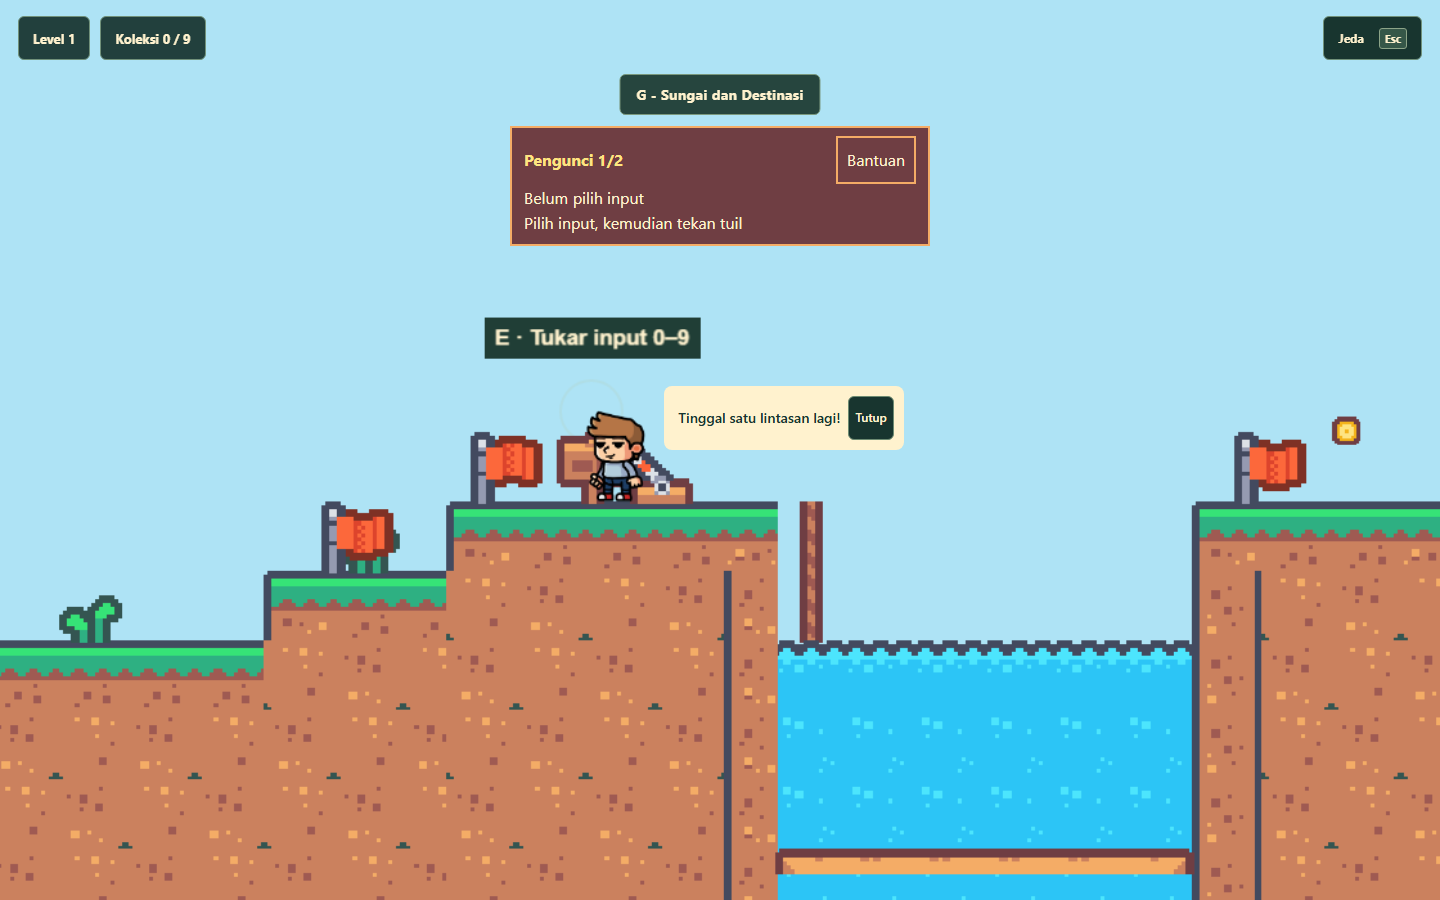 Level 1
Koleksi 0 / 9
Jeda Esc
G - Sungai dan Destinasi
Pengunci 1/2
Bantuan
Belum pilih input
Pilih input, kemudian tekan tuil
E · Tukar input 0–9
Tinggal satu lintasan lagi!
Tutup